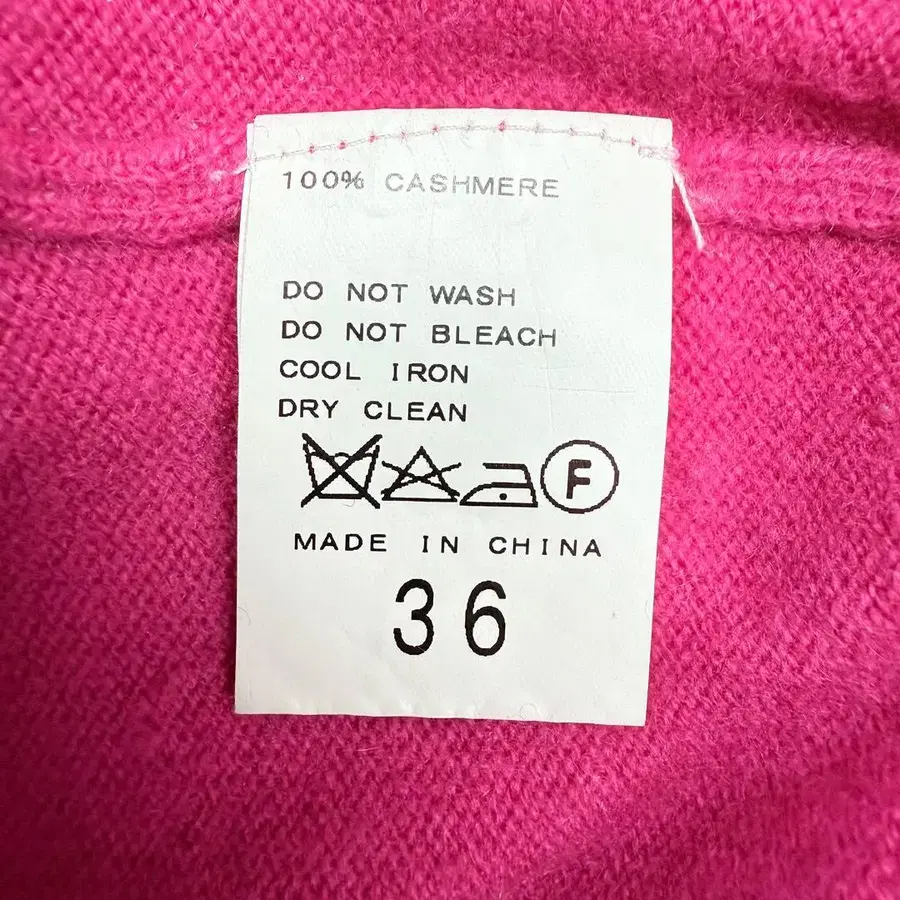 100% CASHMERE
DO NOT WASH
DO NOT BLEACH
COOL IRON
DRY CLEAN
F
MADE IN CHINA
36